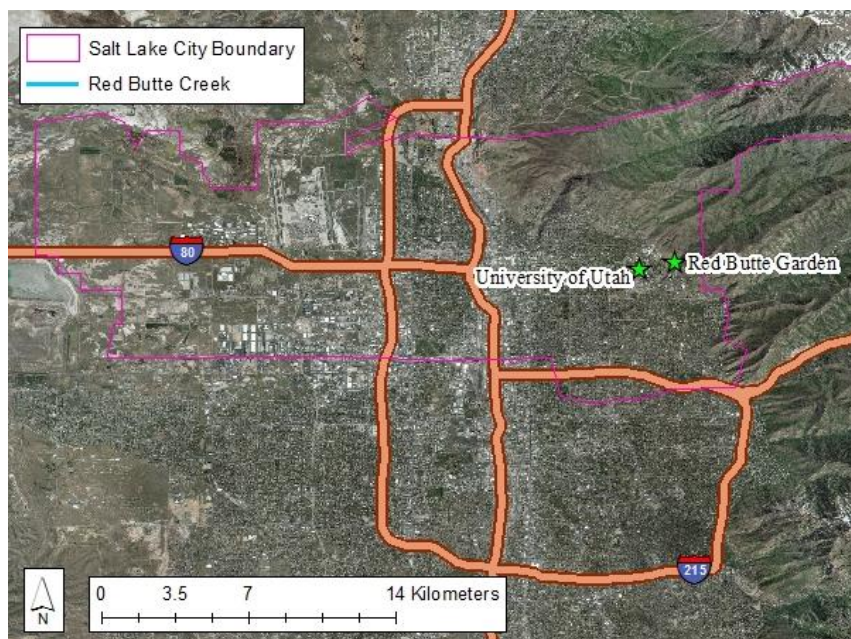 Salt Lake City Boundary
Red Butte Creek
80
University of Utah
Red Butte Garden
215
N
0 3.5 7 14 Kilometers